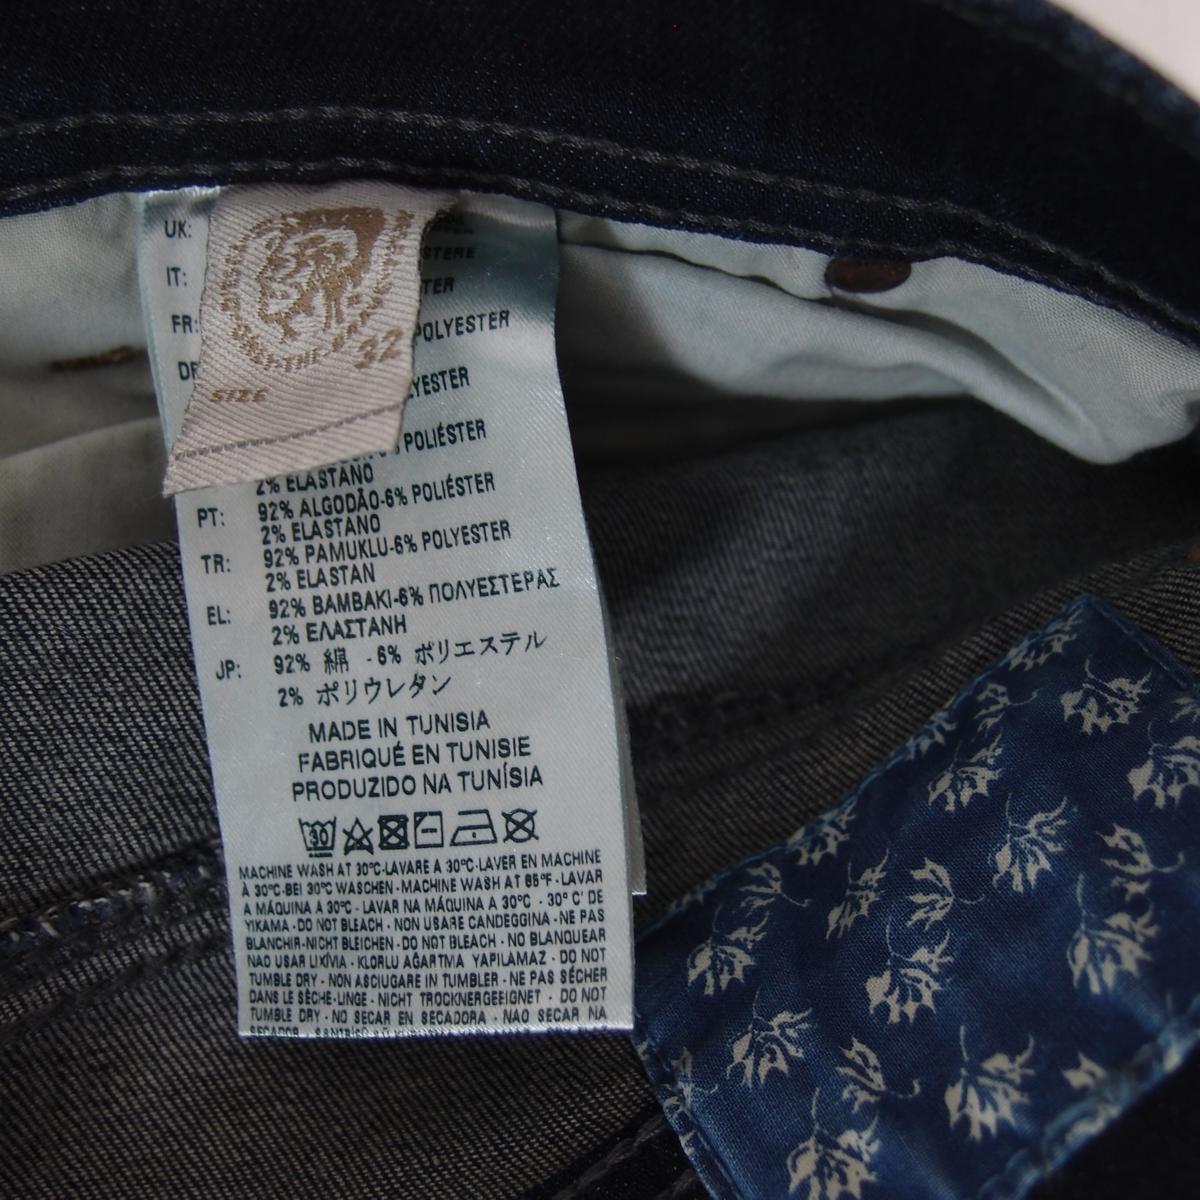 UK:
STERE
IT:
TER
FR: POLYESTER
YESTER
POLIÉSTER
SIZE 32
2% ELASTANO
PT: 92% ALGODÃO-6% POLIÉSTER
2% ELASTANO
TR: 92% PAMUKLU-6% POLYESTER
2% ELASTAN
EL: 92% BAMBAKI-6% ΠΟΛΥΕΣΤΕΡΑΣ
2% ΕΛΑΣΤΑΝΗ
JP: 92% 綿 -6% ポリエステル
2% ポリウレタン
MADE IN TUNISIA
FABRIQUÉ EN TUNISIE
PRODUZIDO NA TUNÍSIA
30
MACHINE WASH AT 30°C-LAVARE A 30°C-LAVER EN MACHINE
À 30°C-BEI 30°C WASCHEN-MACHINE WASH AT 85°F-LAVAR
A MÁQUINA A 30°C - LAVAR NA MÁQUINA A 30°C - 30°C' DE
YIKAMA-DO NOT BLEACH - NON USARE CANDEGGINA-NE PAS
BLANCHIR-NICHT BLEICHEN-DO NOT BLEACH - NO BLANQUEAR
NAO USAR LIXÍVIA - KLORLU AĞARTMA YAPILAMAZ - DO NOT
TUMBLE DRY - NON ASCIUGARE IN TUMBLER - NE PAS SÉCHER
DANS LE SÈCHE-LINGE - NICHT TROCKNERGEEIGNET - DO NOT
TUMBLE DRY - NO SECAR EN SECADORA - NAO SECAR NA